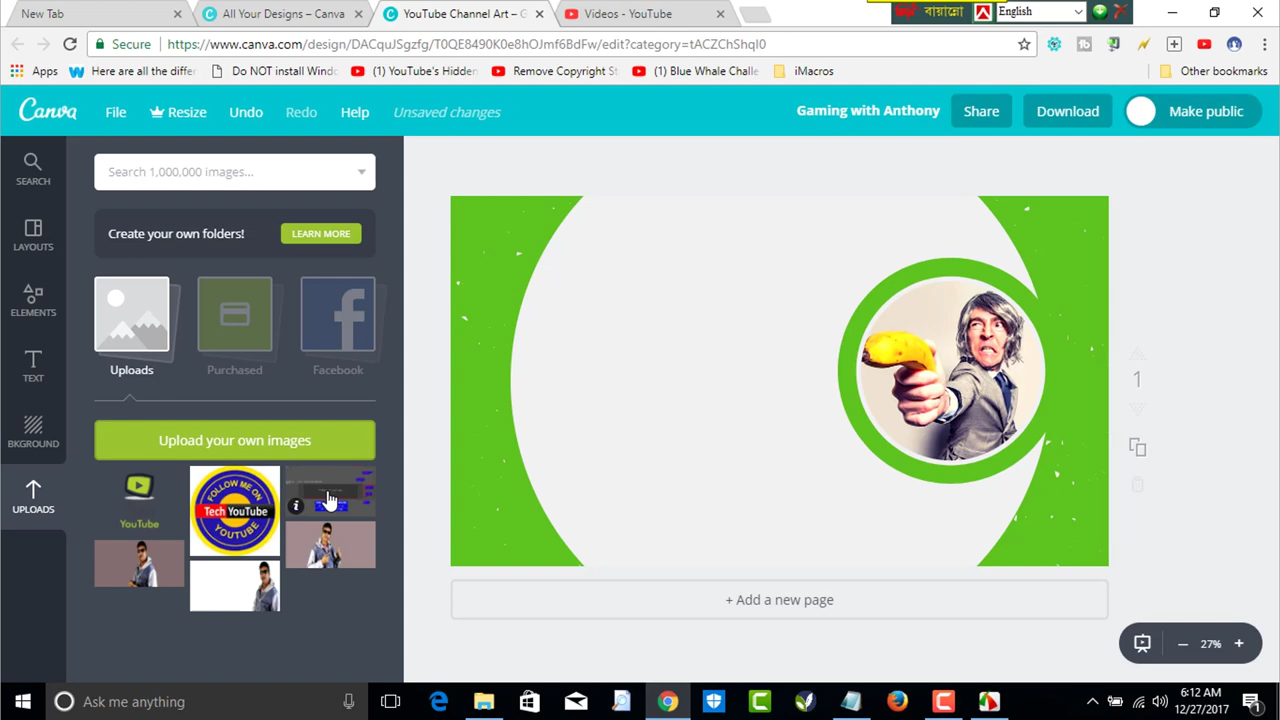 New Tab
All Your Designs – Canva
YouTube Channel Art – G
Videos - YouTube
বায়ান্নো
English
Secure
https://www.canva.com/design/DACquJSgzfg/T0QE8490K0e8hOJmf6BdFw/edit?category=tACZChShqI0
Apps
Here are all the differ
Do NOT install Windo
(1) YouTube's Hidden
Remove Copyright St
(1) Blue Whale Challe
iMacros
Other bookmarks
Canva
File
Resize
Undo
Redo
Help
Unsaved changes
Gaming with Anthony
Share
Download
Make public
SEARCH
LAYOUTS
ELEMENTS
TEXT
BKGROUND
UPLOADS
Search 1,000,000 images...
Create your own folders!
LEARN MORE
Uploads
Purchased
Facebook
Upload your own images
YouTube
FOLLOW ME ON
Tech YouTube
YOUTUBE
1
+ Add a new page
27%
Ask me anything
6:12 AM
12/27/2017